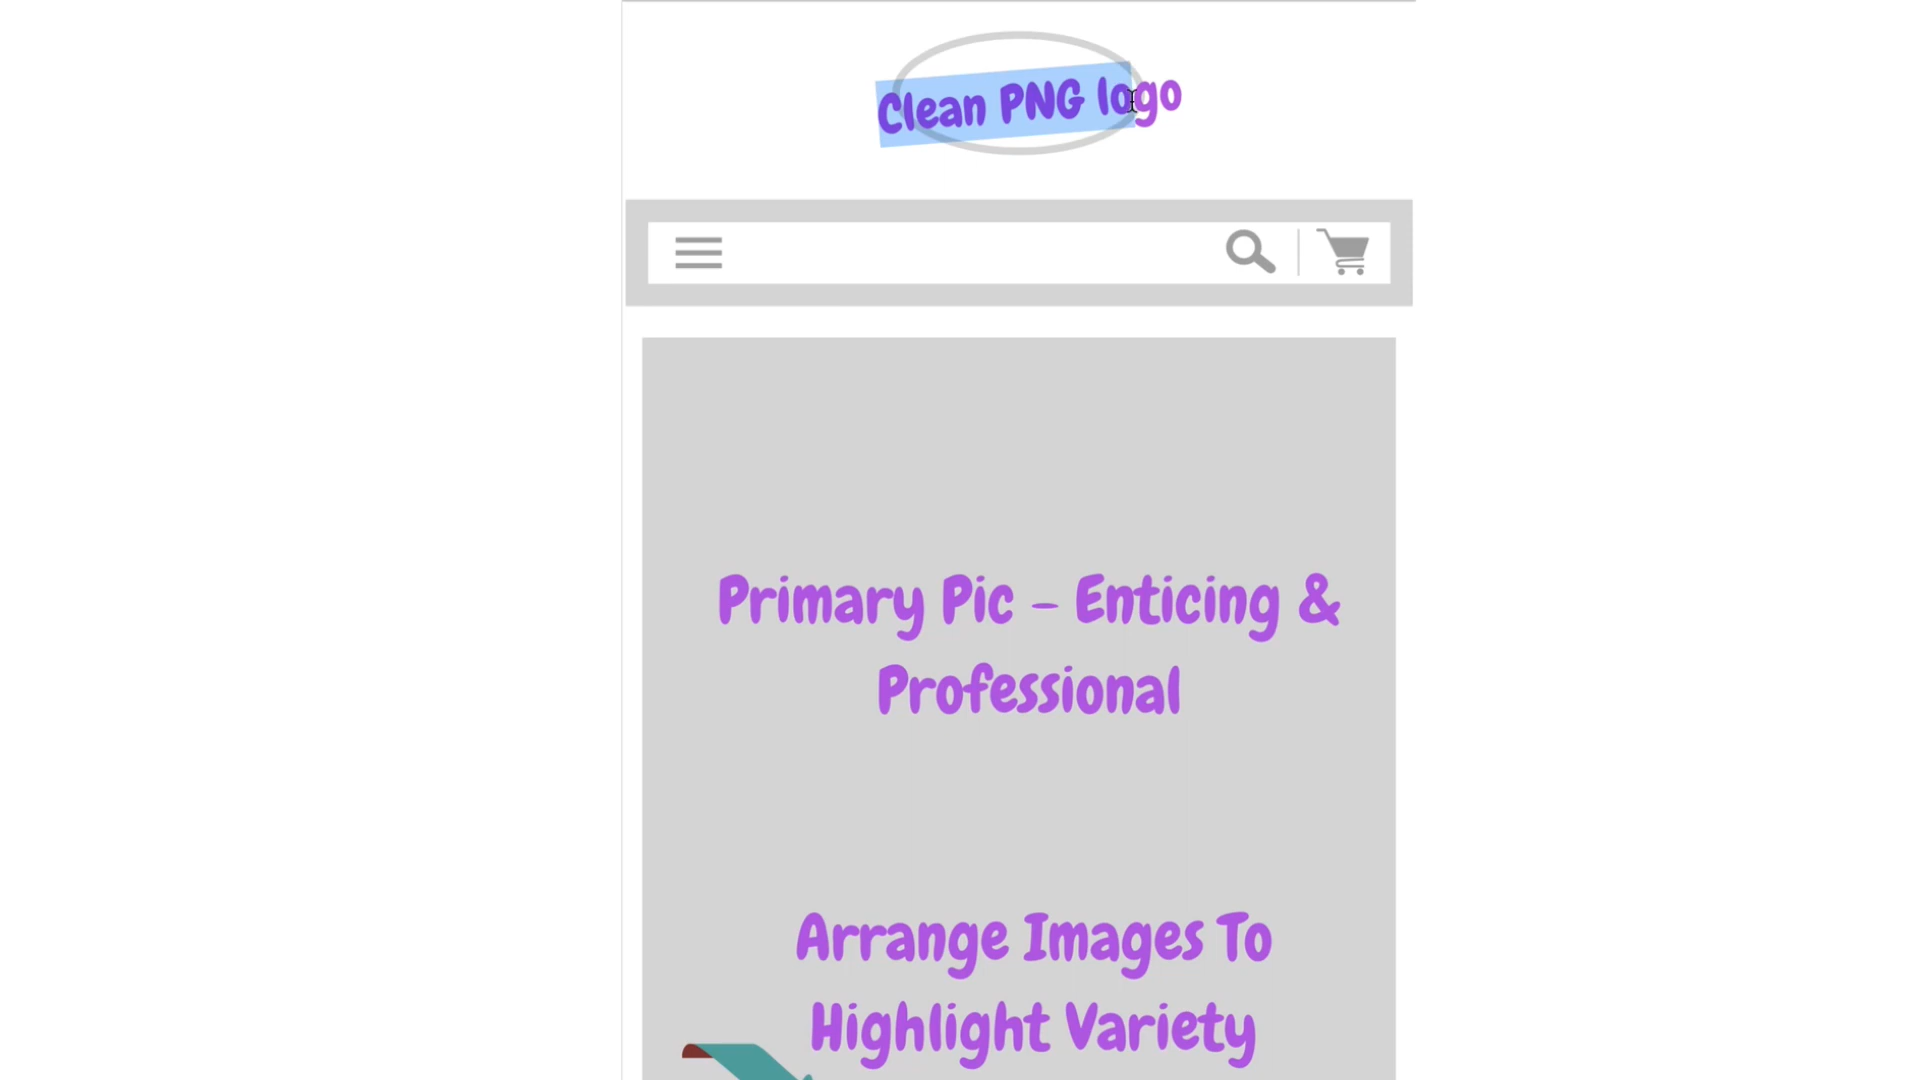 Clean PNG logo
Primary Pic - Enticing &
Professional
Arrange Images To
Highlight Variety